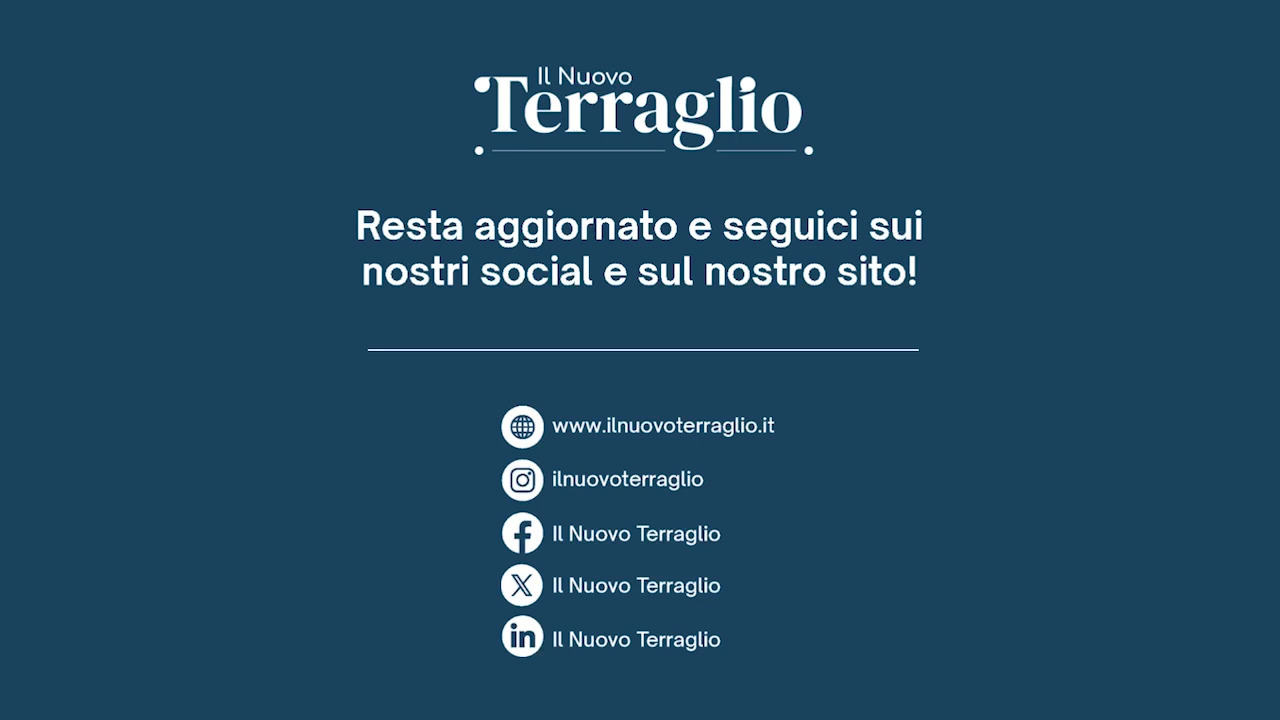 Il Nuovo
Terraglio
Resta aggiornato e seguici sui
nostri social e sul nostro sito!
www.ilnuovoterraglio.it
ilnuovoterraglio
Il Nuovo Terraglio
Il Nuovo Terraglio
in Il Nuovo Terraglio